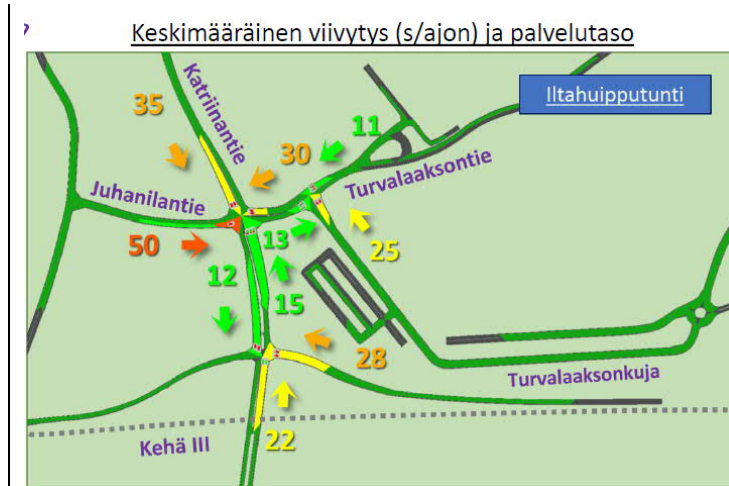 Keskimääräinen viivytys (s/ajon) ja palvelutaso
Iltahuipputunti
Katriinantie
35
11
30
Turvalaaksontie
Juhanilantie
50
13
25
12
15
28
Turvalaaksonkuja
22
Kehä III